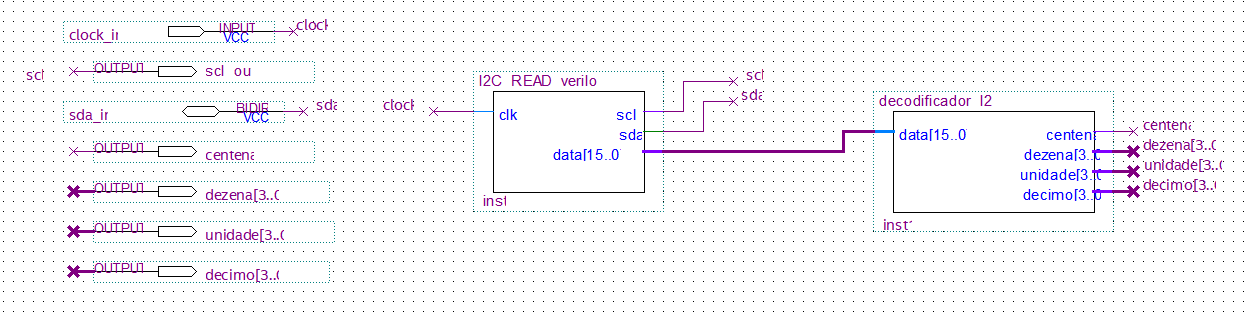 clock_in INPUT VCC clock
scl OUTPUT scl_ou
sda_in BIDIR VCC sda
OUTPUT centena
OUTPUT dezena[3..0
OUTPUT unidade[3..0
OUTPUT decimo[3..0
I2C_READ_verilo
clock clk scl scl
sda sda
data[15..0
inst
decodificador_I2
data[15..0 centena centena
dezena[3..0 dezena[3..0
unidade[3..0 unidade[3..0
decimo[3..0 decimo[3..0
inst1